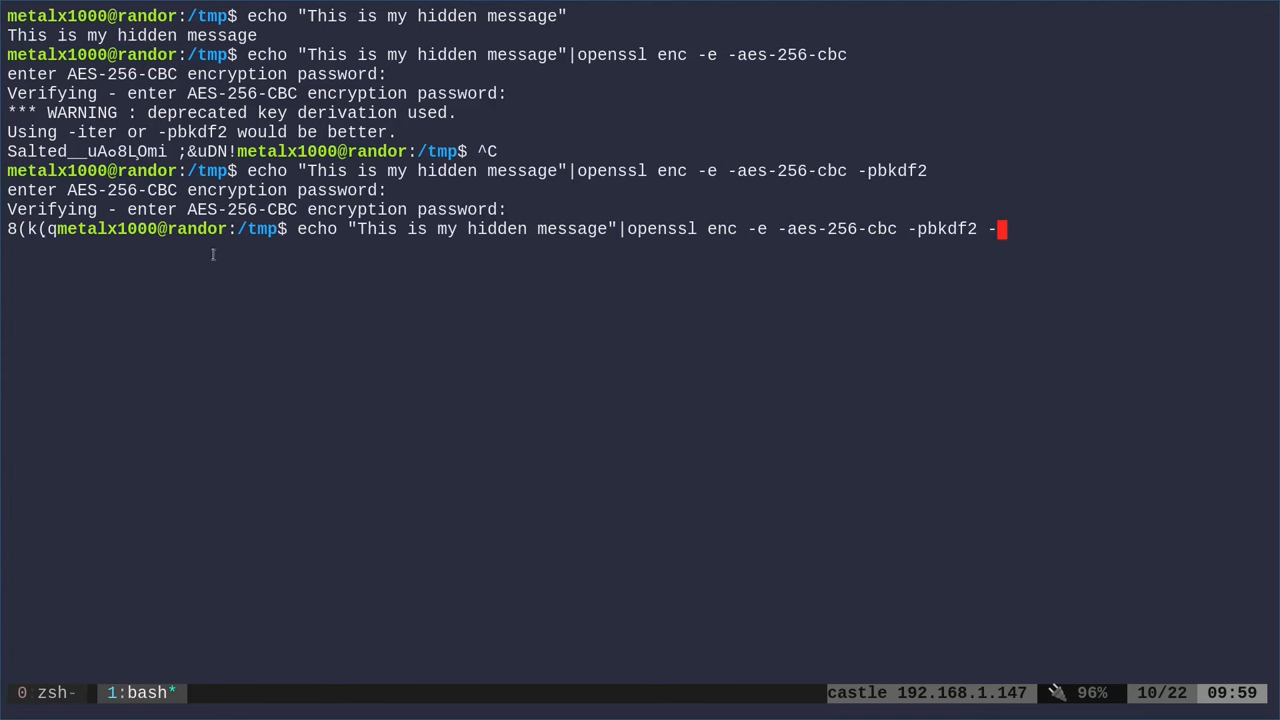 metalx1000@randor:/tmp$ echo "This is my hidden message"
This is my hidden message
metalx1000@randor:/tmp$ echo "This is my hidden message"|openssl enc -e -aes-256-cbc
enter AES-256-CBC encryption password:
Verifying - enter AES-256-CBC encryption password:
*** WARNING : deprecated key derivation used.
Using -iter or -pbkdf2 would be better.
Salted__ ;&uDN!metalx1000@randor:/tmp$ ^C
metalx1000@randor:/tmp$ echo "This is my hidden message"|openssl enc -e -aes-256-cbc -pbkdf2
enter AES-256-CBC encryption password:
Verifying - enter AES-256-CBC encryption password:
8(k(qmetalx1000@randor:/tmp$ echo "This is my hidden message"|openssl enc -e -aes-256-cbc -pbkdf2 -
0:zsh- 1:bash* castle 192.168.1.147 96% 10/22 09:59